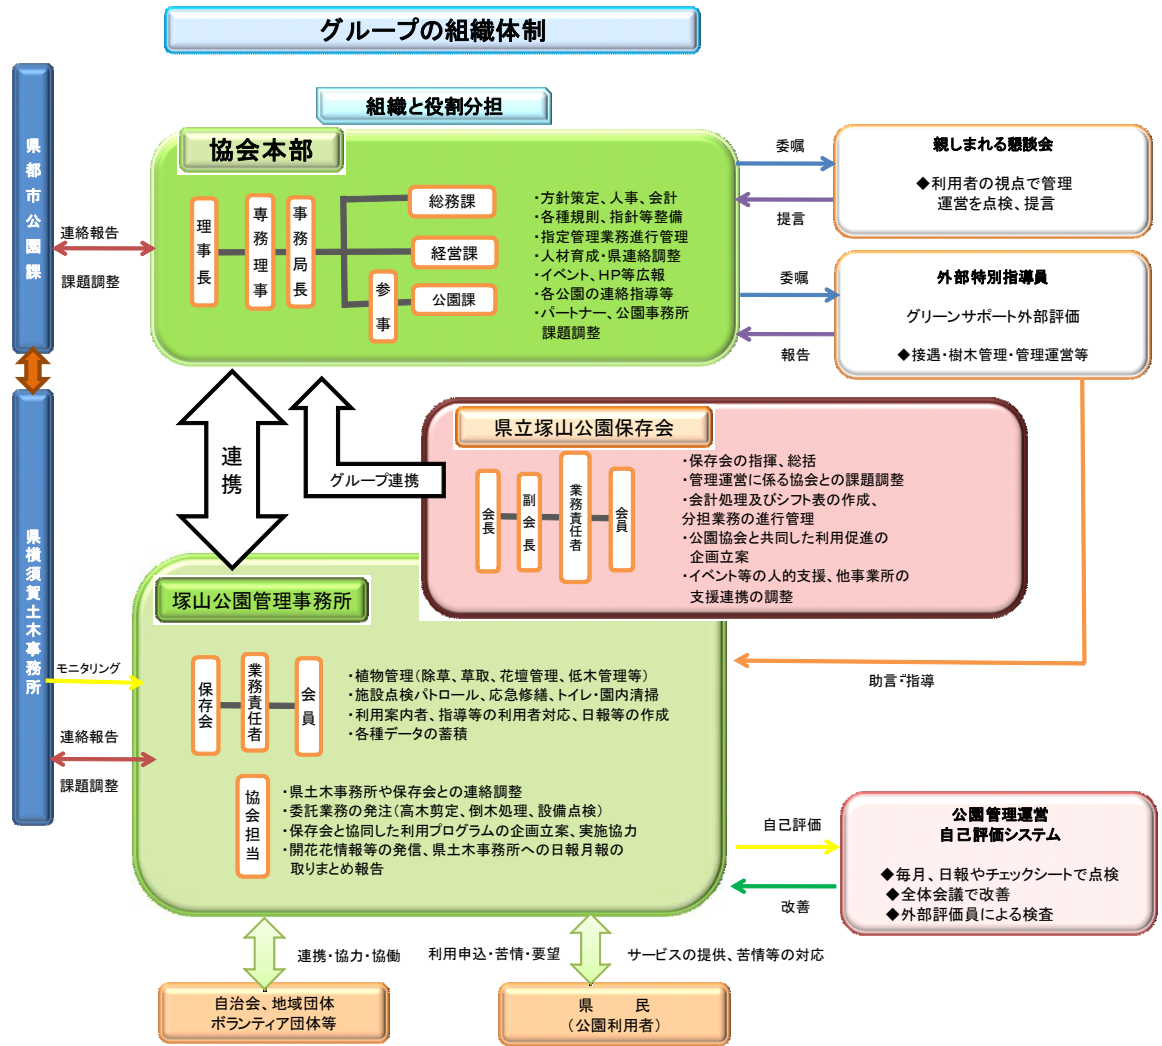 グループの組織体制
組織と役割分担
県都市公園課
連絡報告
課題調整
協会本部
理事長
専務理事
事務局長
総務課
経営課
参事
公園課
・方針策定、人事、会計
・各種規則、指針等整備
・指定管理業務進行管理
・人材育成・県連絡調整
・イベント、HP等広報
・各公園の連絡指導等
・パートナー、公園事務所
課題調整
委嘱
提言
親しまれる懇談会
◆利用者の視点で管理
運営を点検、提言
委嘱
報告
外部特別指導員
グリーンサポート外部評価
◆接遇・樹木管理・管理運営等
連携
グループ連携
県立塚山公園保存会
会長
副会長
業務責任者
会員
・保存会の指揮、総括
・管理運営に係る協会との課題調整
・会計処理及びシフト表の作成、
分担業務の進行管理
・公園協会と共同した利用促進の
企画立案
・イベント等の人的支援、他事業所の
支援連携の調整
県横須賀土木事務所
モニタリング
連絡報告
課題調整
塚山公園管理事務所
保存会
業務責任者
会員
・植物管理(除草、草取、花壇管理、低木管理等)
・施設点検パトロール、応急修繕、トイレ・園内清掃
・利用案内者、指導等の利用者対応、日報等の作成
・各種データの蓄積
協会担当
・県土木事務所や保存会との連絡調整
・委託業務の発注(高木剪定、倒木処理、設備点検)
・保存会と協同した利用プログラムの企画立案、実施協力
・開花花情報等の発信、県土木事務所への日報月報の
取りまとめ報告
助言・指導
自己評価
改善
公園管理運営
自己評価システム
◆毎月、日報やチェックシートで点検
◆全体会議で改善
◆外部評価員による検査
連携・協力・協働
利用申込・苦情・要望
サービスの提供、苦情等の対応
自治会、地域団体
ボランティア団体等
県　民
(公園利用者)